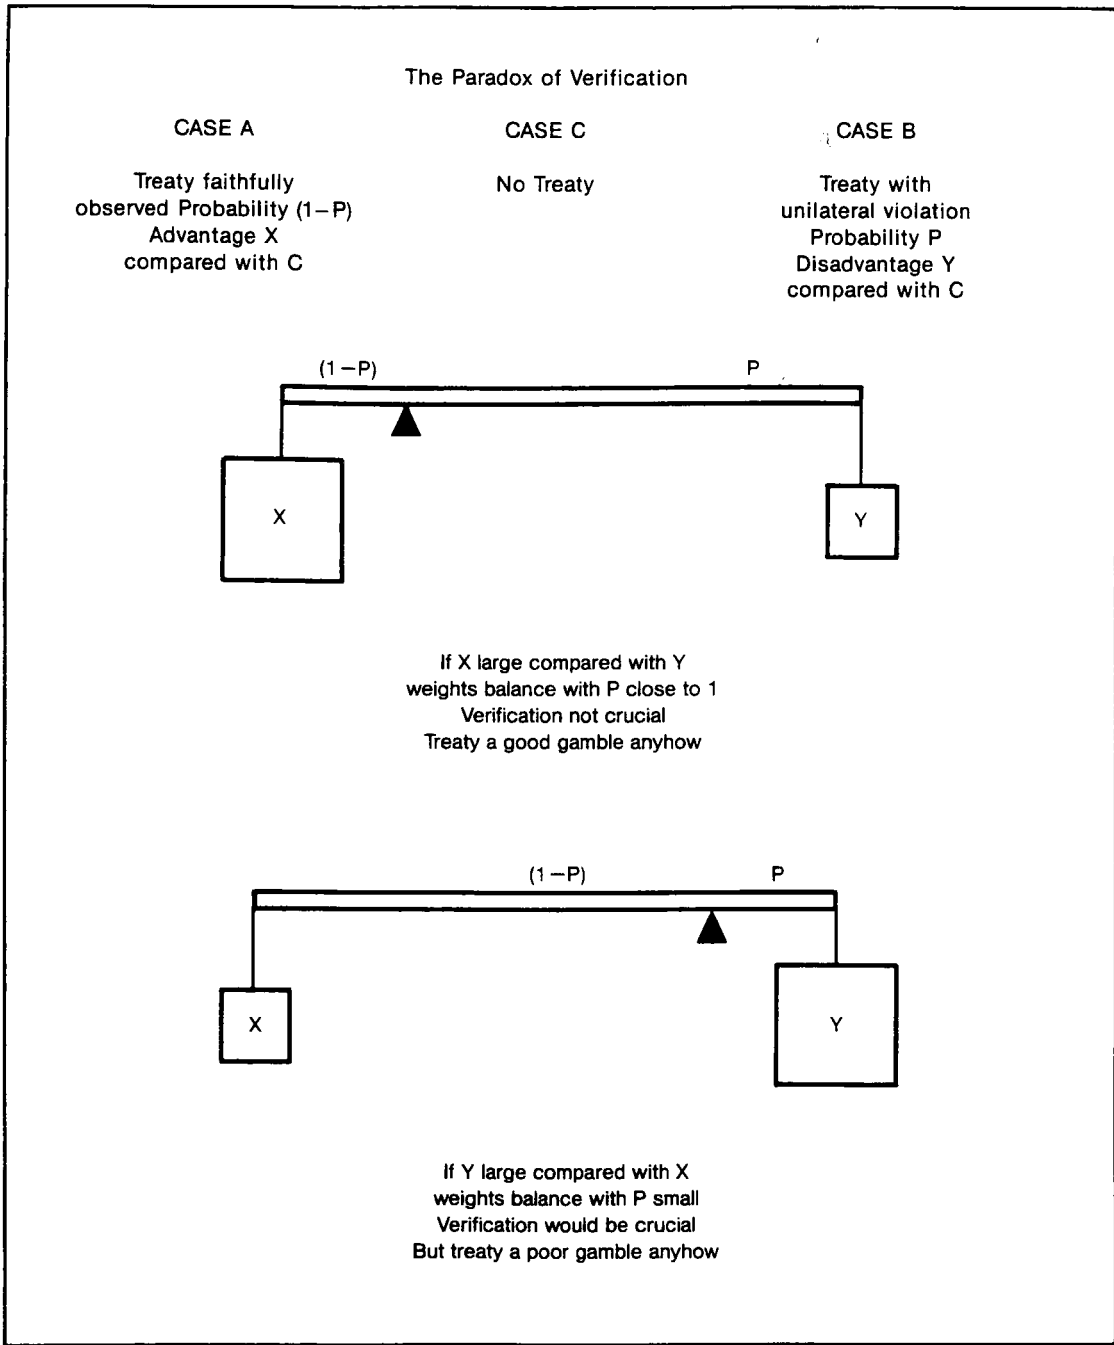 The Paradox of Verification
CASE A
Treaty faithfully
observed Probability (1−P)
Advantage X
compared with C
CASE C
No Treaty
CASE B
Treaty with
unilateral violation
Probability P
Disadvantage Y
compared with C
(1−P)
P
X
Y
If X large compared with Y
weights balance with P close to 1
Verification not crucial
Treaty a good gamble anyhow
(1−P)
P
X
Y
If Y large compared with X
weights balance with P small
Verification would be crucial
But treaty a poor gamble anyhow